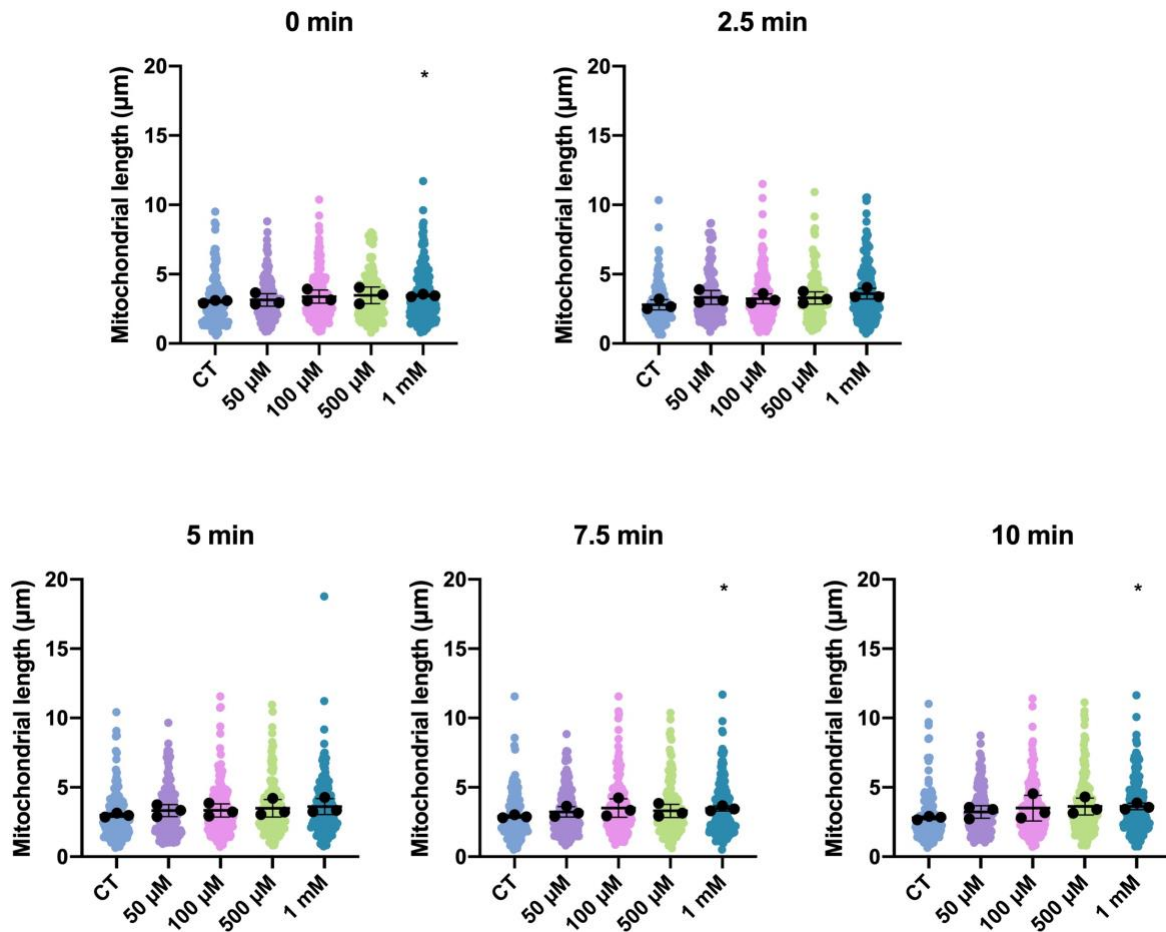 0 min
Mitochondrial length (µm)
20
15
10
5
0
*
CT
50 µM
100 µM
500 µM
1 mM
2.5 min
Mitochondrial length (µm)
20
15
10
5
0
CT
50 µM
100 µM
500 µM
1 mM
5 min
Mitochondrial length (µm)
20
15
10
5
0
CT
50 µM
100 µM
500 µM
1 mM
7.5 min
Mitochondrial length (µm)
20
15
10
5
0
*
CT
50 µM
100 µM
500 µM
1 mM
10 min
Mitochondrial length (µm)
20
15
10
5
0
*
CT
50 µM
100 µM
500 µM
1 mM